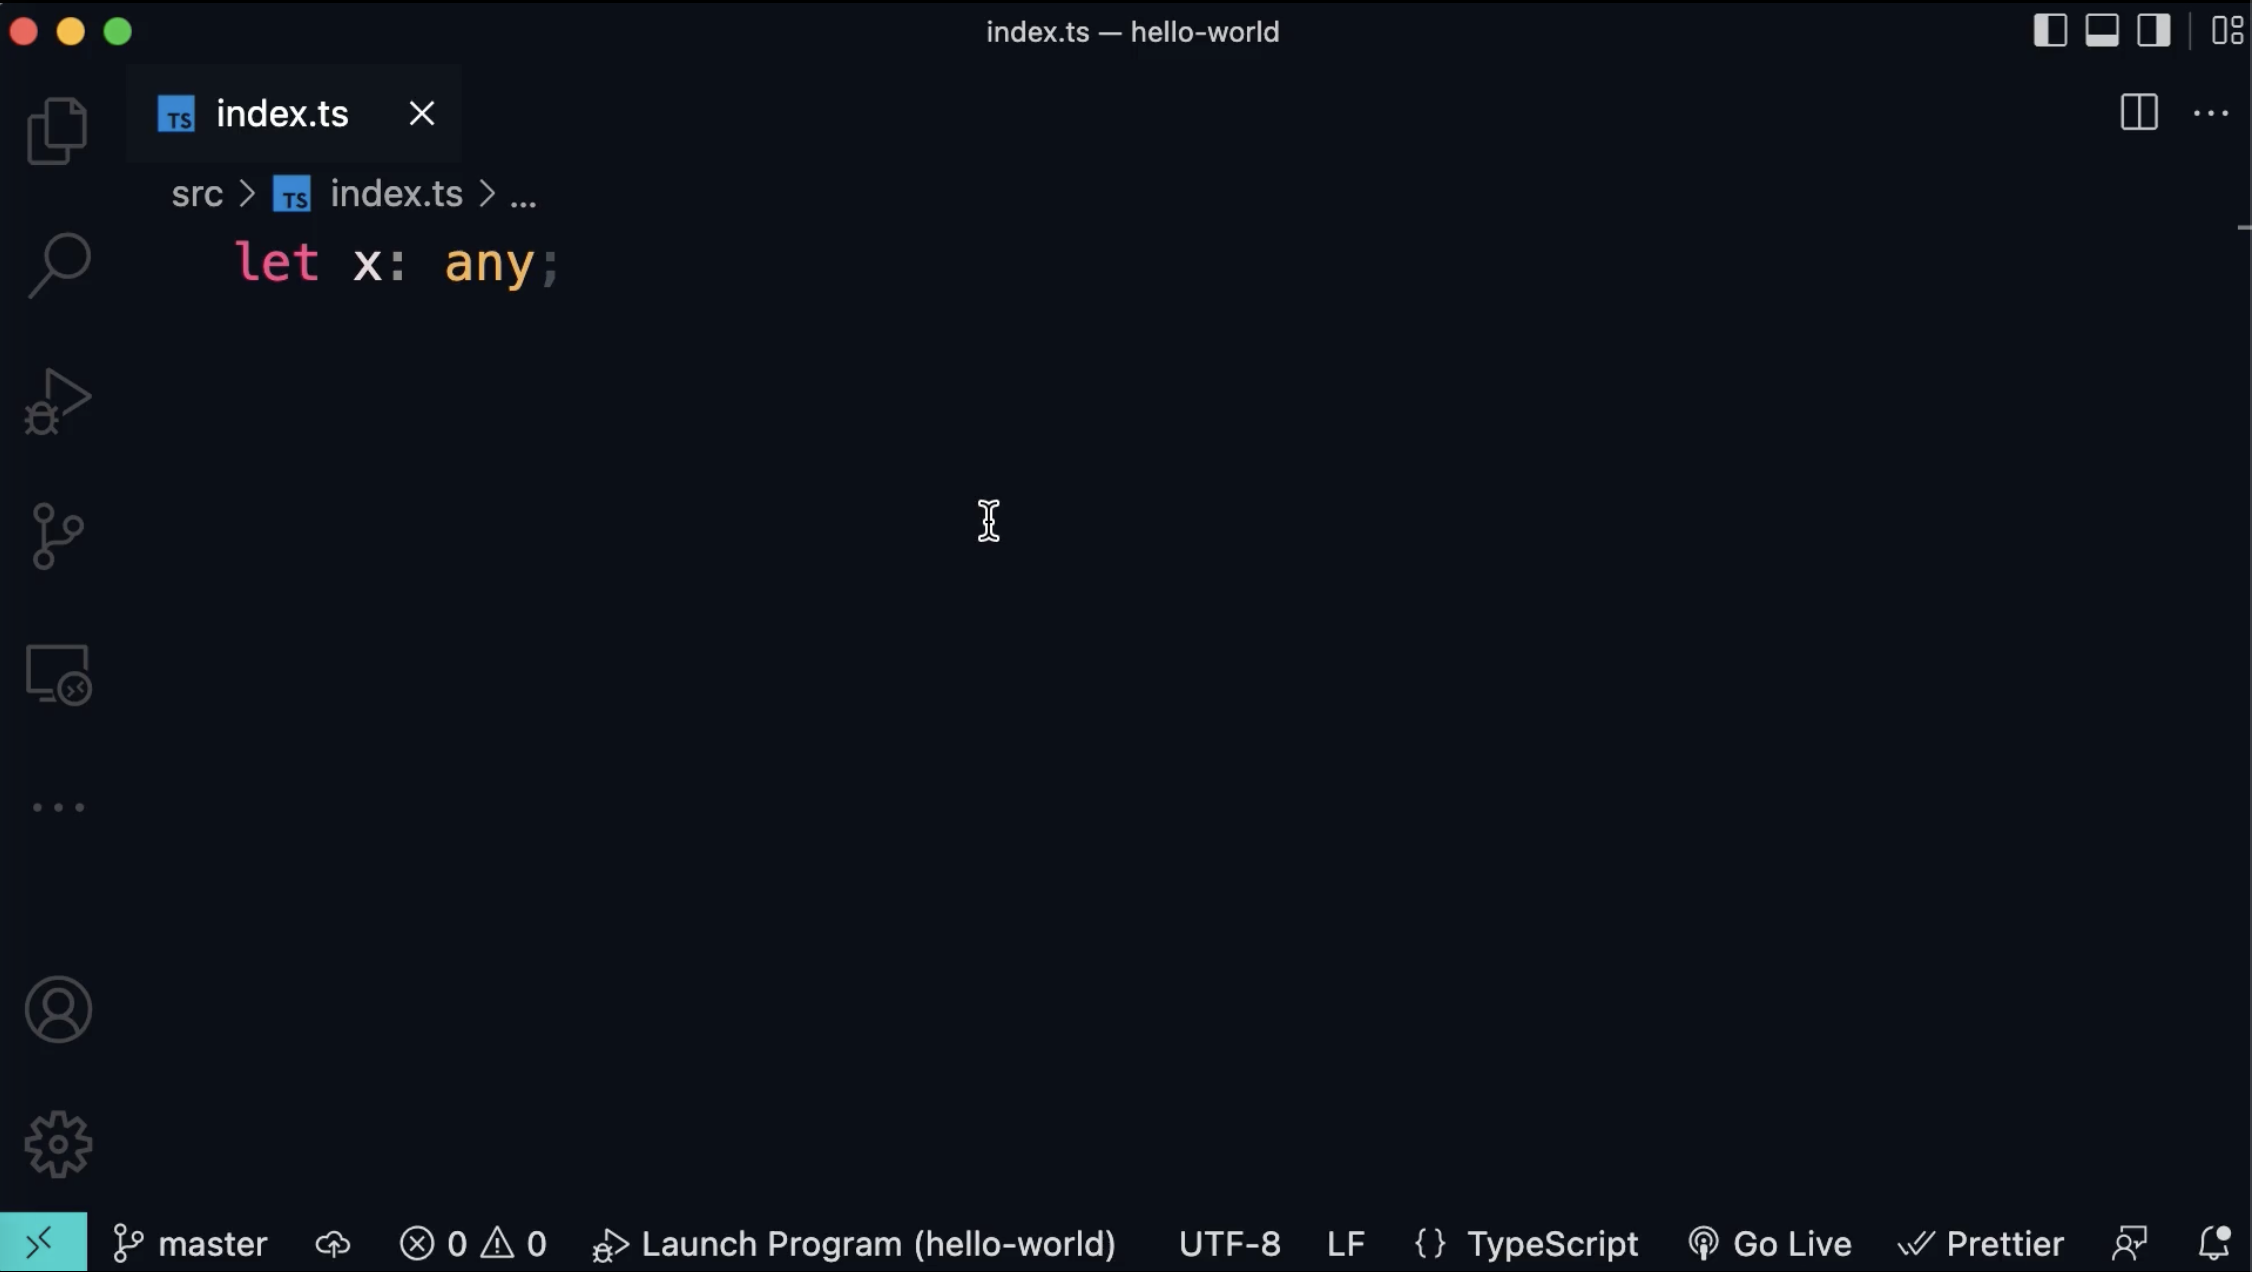 index.ts — hello-world
TS index.ts
src > TS index.ts > ...
let x: any;
master 0 0 Launch Program (hello-world) UTF-8 LF {} TypeScript Go Live Prettier